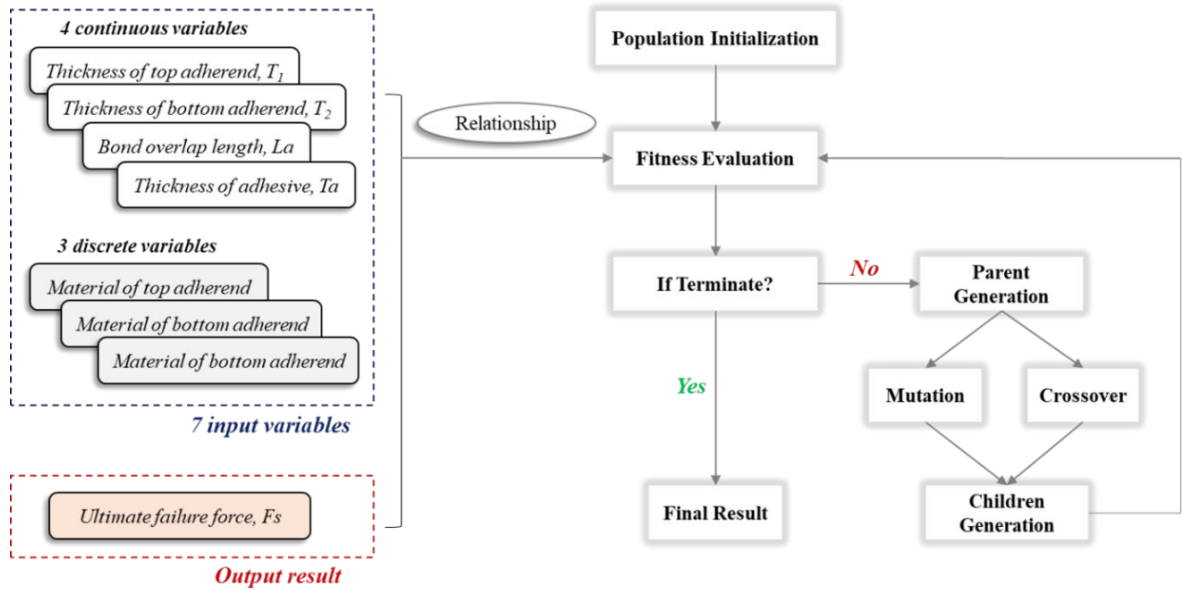 4 continuous variables
Thickness of top adherend, T1
Thickness of bottom adherend, T2
Bond overlap length, La
Thickness of adhesive, Ta
3 discrete variables
Material of top adherend
Material of bottom adherend
Material of bottom adherend
7 input variables
Ultimate failure force, Fs
Output result
Relationship
Population Initialization
Fitness Evaluation
If Terminate?
No
Parent
Generation
Yes
Mutation
Crossover
Final Result
Children
Generation